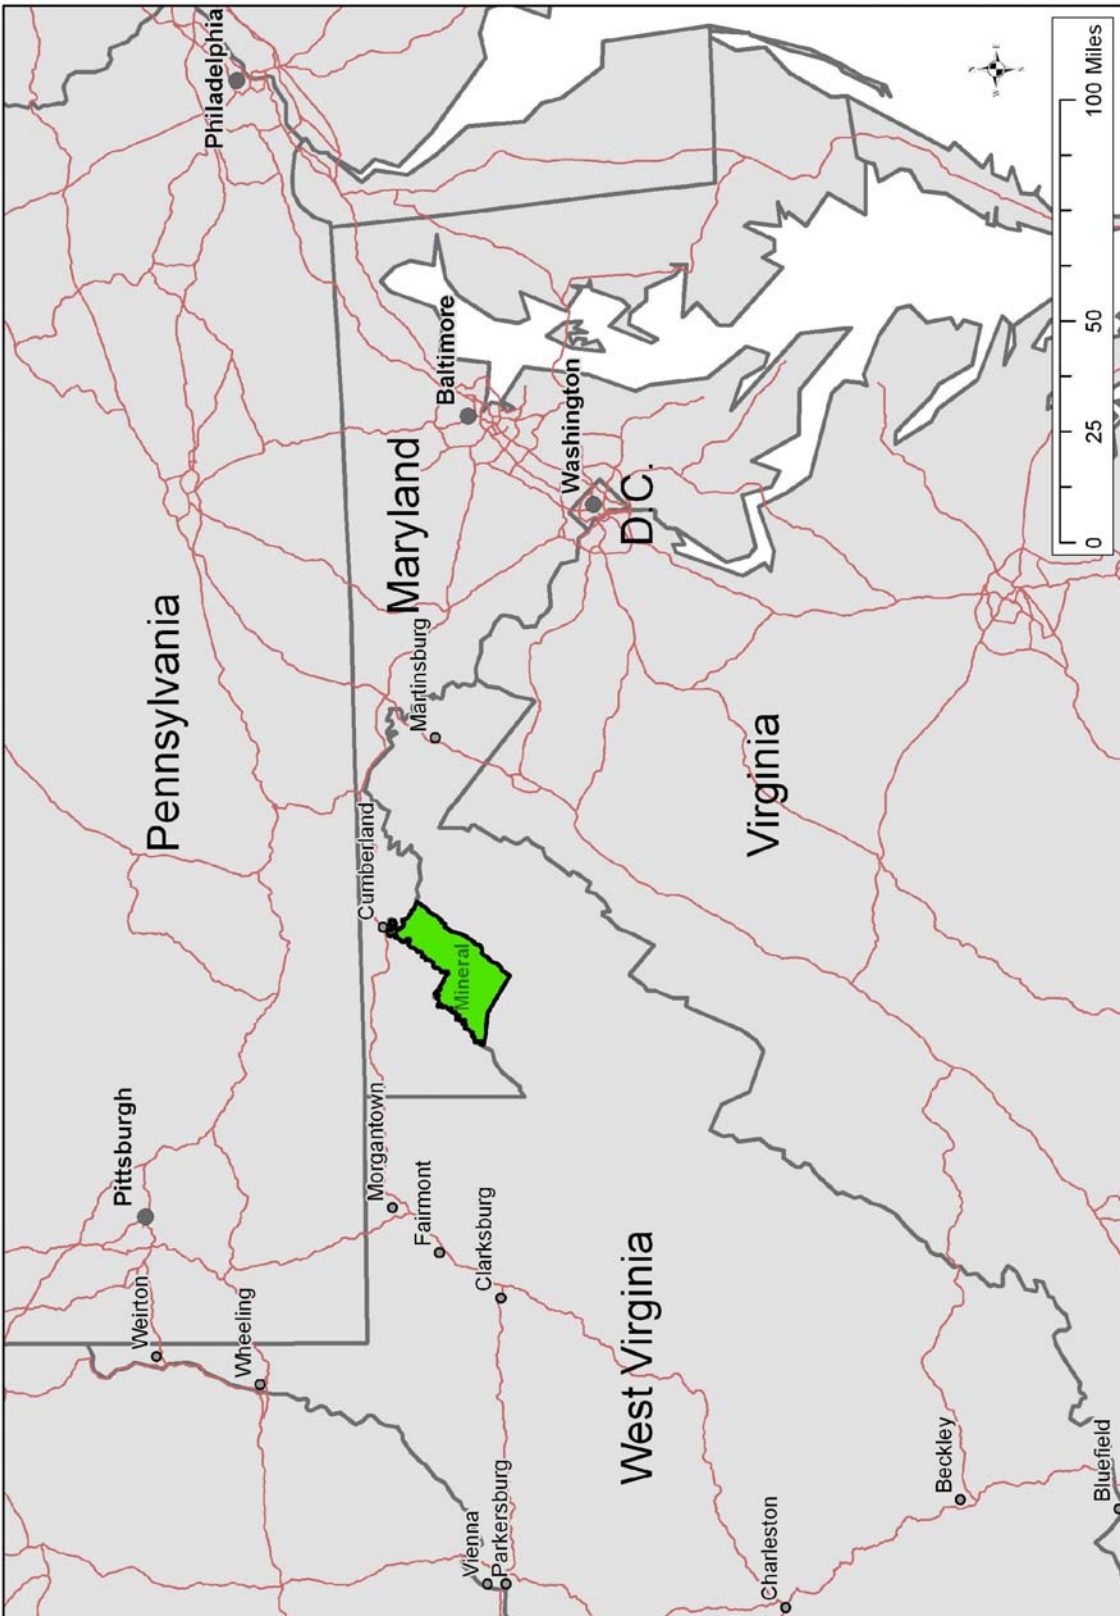 Pennsylvania
Philadelphia
Pittsburgh
Weirton
Wheeling
Maryland
Baltimore
Cumberland
Martinsburg
Morgantown
Fairmont
Clarksburg
Mineral
Washington
D.C.
Vienna
Parkersburg
West Virginia
Virginia
Charleston
Beckley
Bluefield
N
E
S
W
0 25 50 100 Miles